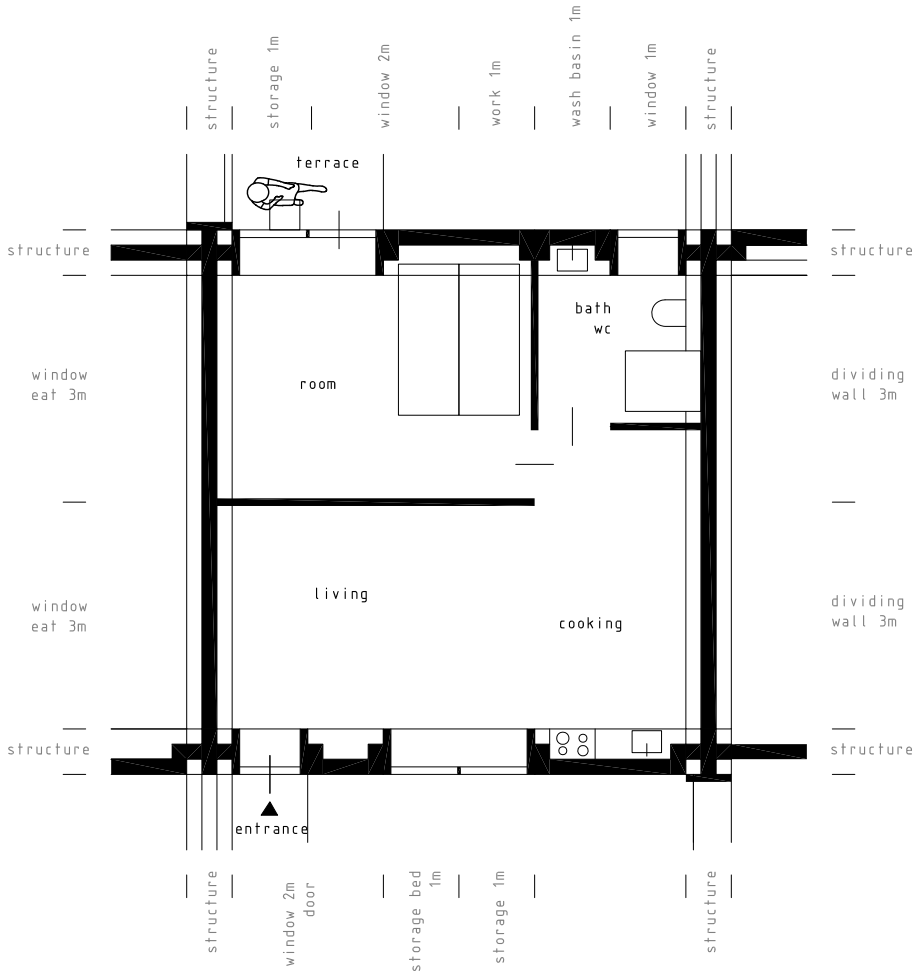 structure
storage 1m
window 2m
work 1m
wash basin 1m
window 1m
structure
terrace
structure
structure
bath
wc
window
eat 3m
room
dividing
wall 3m
living
cooking
window
eat 3m
dividing
wall 3m
structure
structure
entrance
structure
window 2m
door
storage bed
1m
storage 1m
structure